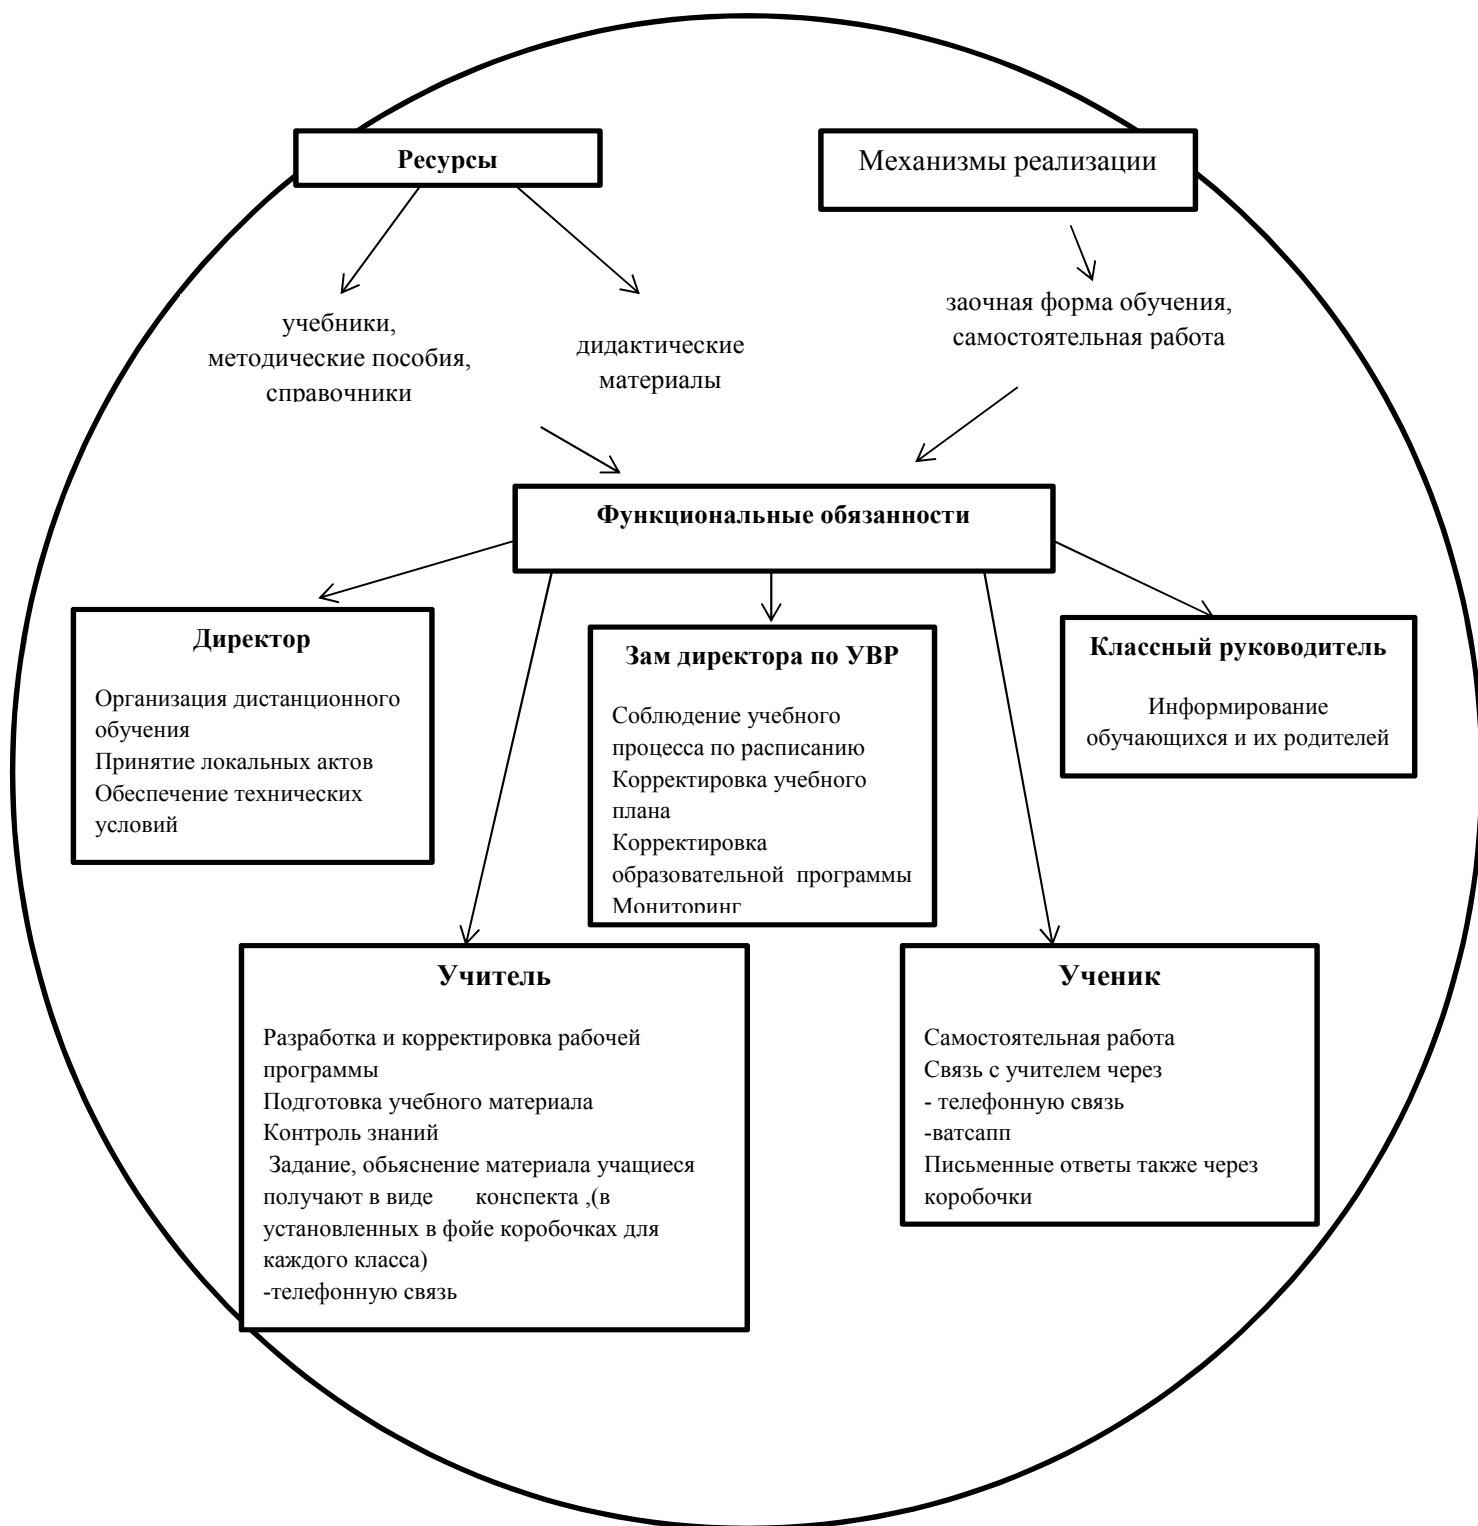 Ресурсы
Механизмы реализации
учебники,
методические пособия,
справочники
дидактические
материалы
заочная форма обучения,
самостоятельная работа
Функциональные обязанности
Директор
Организация дистанционного
обучения
Принятие локальных актов
Обеспечение технических
условий
Зам директора по УВР
Соблюдение учебного
процесса по расписанию
Корректировка учебного
плана
Корректировка
образовательной программы
Мониторинг
Классный руководитель
Информирование
обучающихся и их родителей
Учитель
Разработка и корректировка рабочей
программы
Подготовка учебного материала
Контроль знаний
Задание, обьяснение материала учащиеся
получают в виде конспекта ,(в
установленных в фойе коробочках для
каждого класса)
-телефонную связь
Ученик
Самостоятельная работа
Связь с учителем через
- телефонную связь
-ватсапп
Письменные ответы также через
коробочки